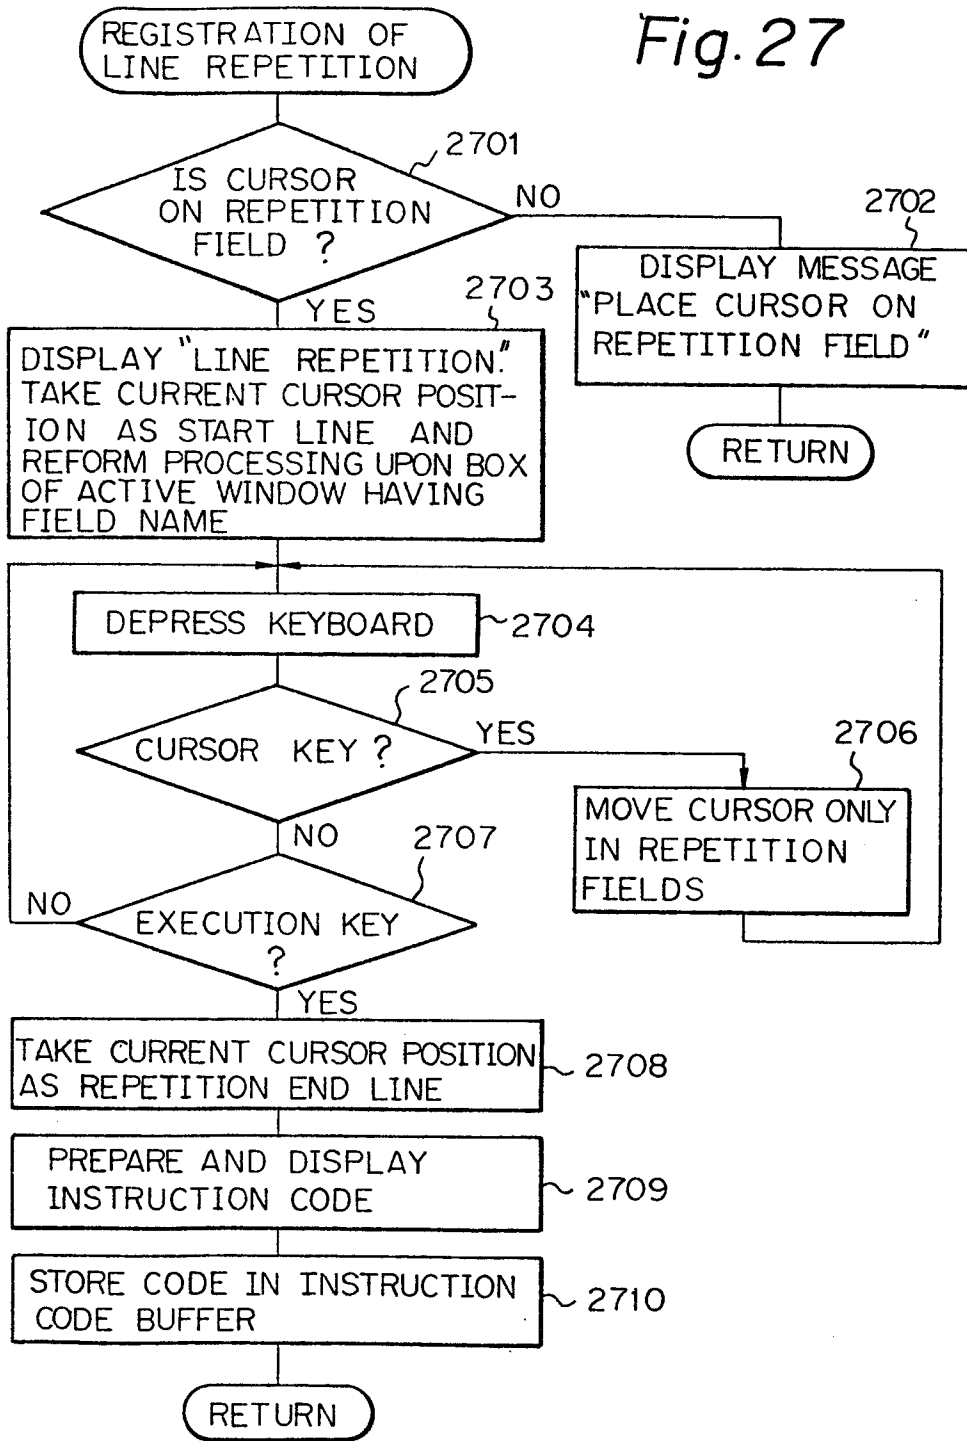 Fig. 27
REGISTRATION OF
LINE REPETITION
2701
IS CURSOR
ON REPETITION
FIELD ?
NO
YES
2702
DISPLAY MESSAGE
"PLACE CURSOR ON
REPETITION FIELD"
RETURN
2703
DISPLAY "LINE REPETITION."
TAKE CURRENT CURSOR POSIT-
ION AS START LINE AND
REFORM PROCESSING UPON BOX
OF ACTIVE WINDOW HAVING
FIELD NAME
DEPRESS KEYBOARD
2704
2705
CURSOR KEY ?
YES
NO
2706
MOVE CURSOR ONLY
IN REPETITION
FIELDS
2707
EXECUTION KEY
?
NO
YES
TAKE CURRENT CURSOR POSITION
AS REPETITION END LINE
2708
PREPARE AND DISPLAY
INSTRUCTION CODE
2709
STORE CODE IN INSTRUCTION
CODE BUFFER
2710
RETURN